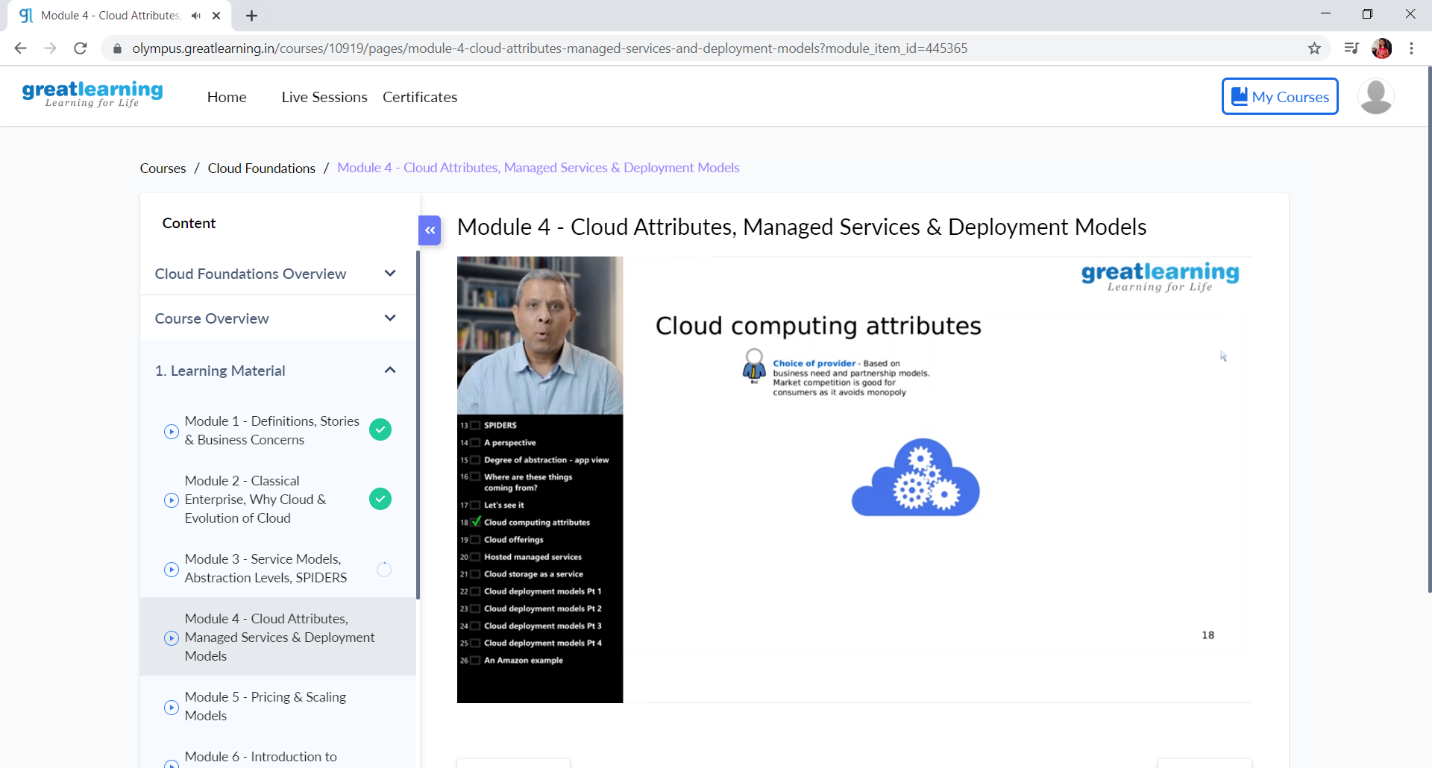 Module 4 - Cloud Attributes,
olympus.greatlearning.in/courses/10919/pages/module-4-cloud-attributes-managed-services-and-deployment-models?module_item_id=445365
greatlearning
Learning for Life
Home
Live Sessions
Certificates
My Courses
Courses / Cloud Foundations / Module 4 - Cloud Attributes, Managed Services & Deployment Models
Content
Cloud Foundations Overview
Course Overview
1. Learning Material
Module 1 - Definitions, Stories
& Business Concerns
Module 2 - Classical
Enterprise, Why Cloud &
Evolution of Cloud
Module 3 - Service Models,
Abstraction Levels, SPIDERS
Module 4 - Cloud Attributes,
Managed Services & Deployment
Models
Module 5 - Pricing & Scaling
Models
Module 6 - Introduction to
Module 4 - Cloud Attributes, Managed Services & Deployment Models
13 SPIDERS
14 A perspective
15 Degree of abstraction - app view
16 Where are these things
coming from?
17 Let's see it
18 Cloud computing attributes
19 Cloud offerings
20 Hosted managed services
21 Cloud storage as a service
22 Cloud deployment models Pt 1
23 Cloud deployment models Pt 2
24 Cloud deployment models Pt 3
25 Cloud deployment models Pt 4
26 An Amazon example
greatlearning
Learning for Life
Cloud computing attributes
Choice of provider - Based on
business need and partnership models.
Market competition is good for
consumers as it avoids monopoly
18